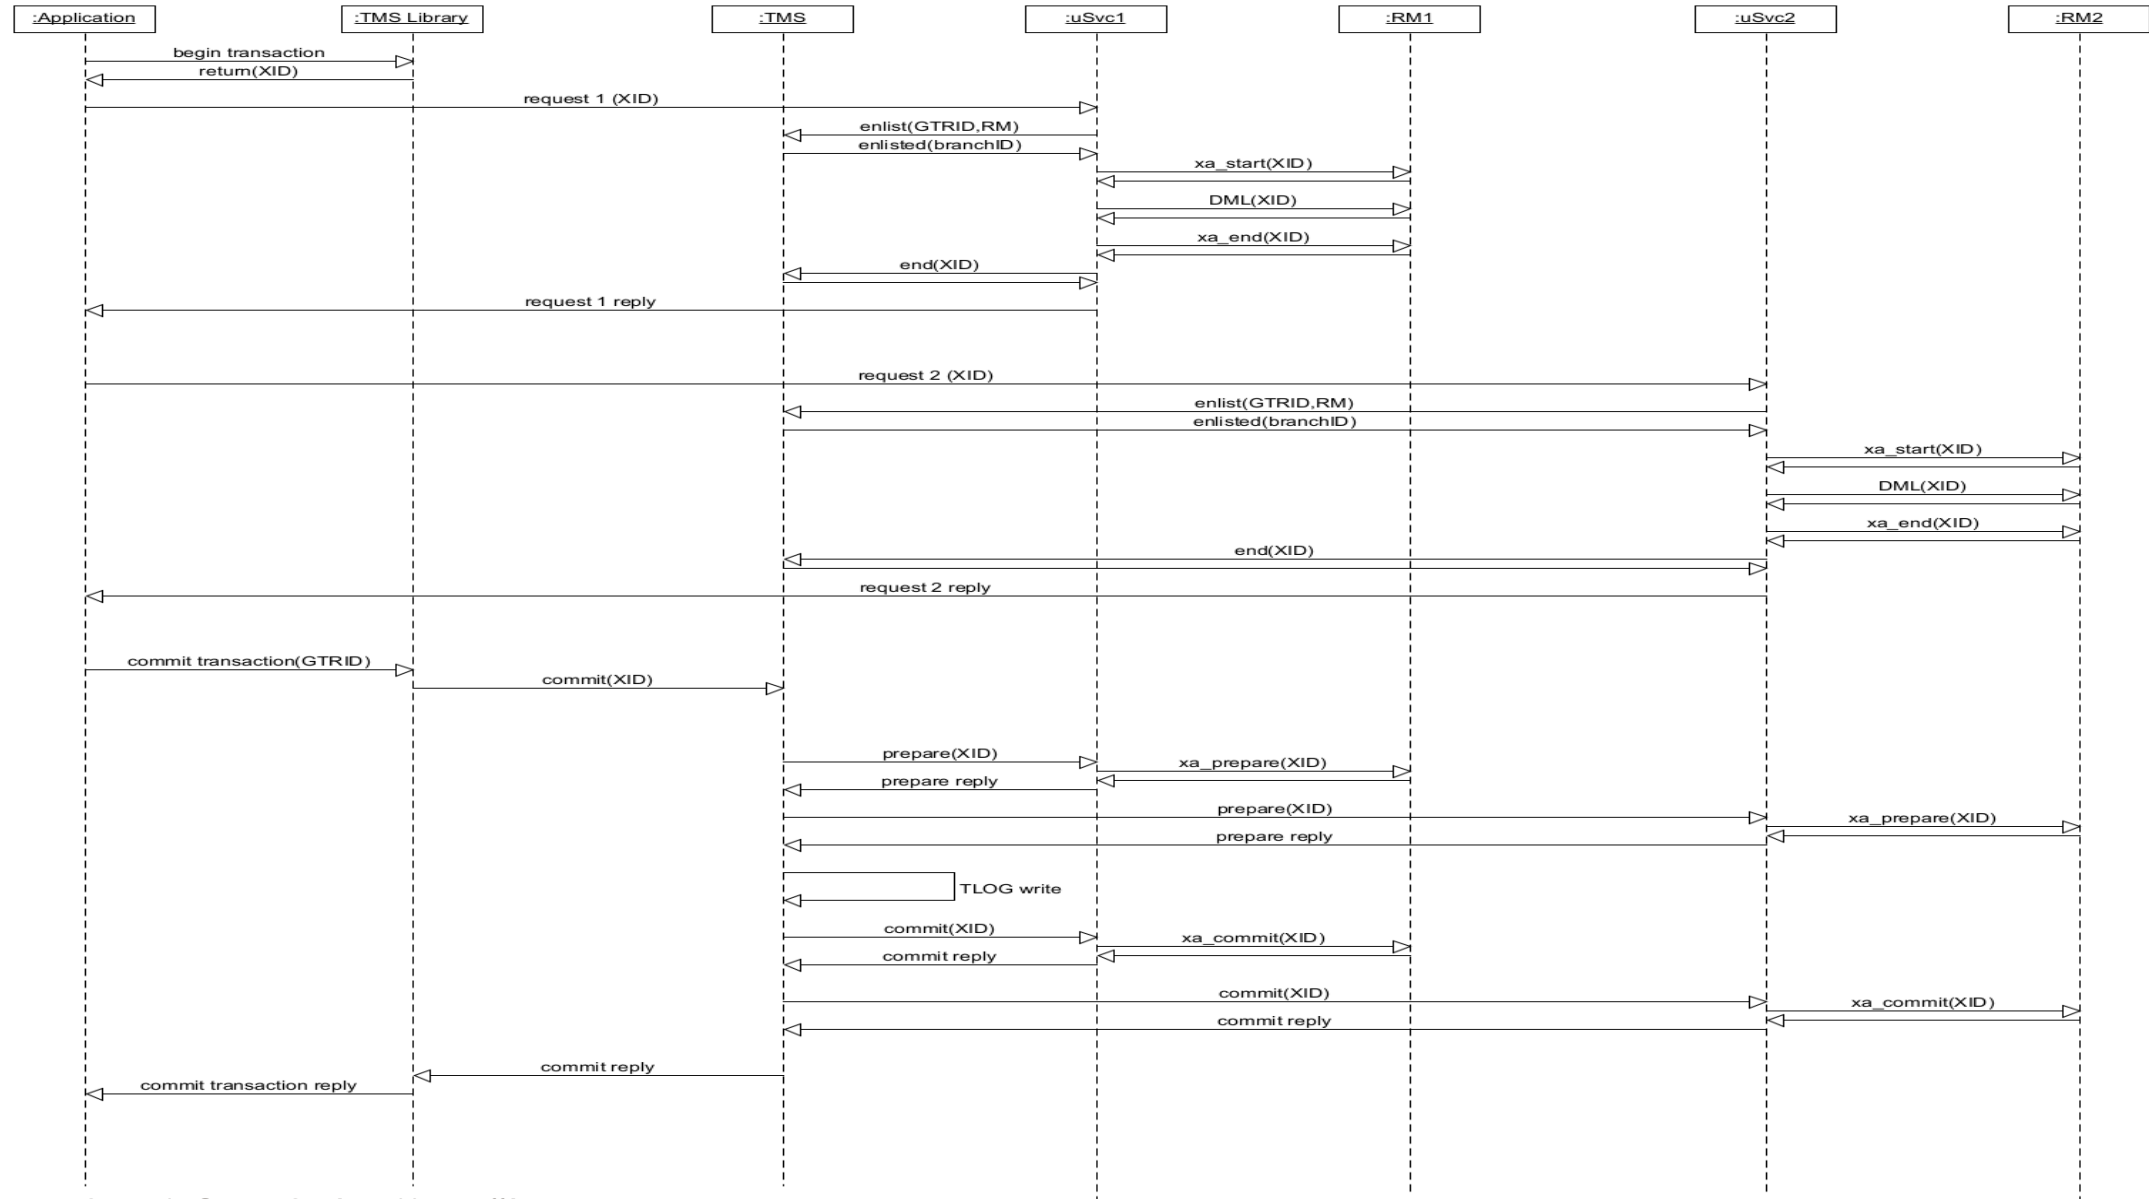 :Application
:TMS Library
:TMS
:uSvc1
:RM1
:uSvc2
:RM2
begin transaction
return(XID)
request 1 (XID)
enlist(GTRID,RM)
enlisted(branchID)
xa_start(XID)
DML(XID)
xa_end(XID)
end(XID)
request 1 reply
request 2 (XID)
enlist(GTRID,RM)
enlisted(branchID)
xa_start(XID)
DML(XID)
xa_end(XID)
end(XID)
request 2 reply
commit transaction(GTRID)
commit(XID)
prepare(XID)
xa_prepare(XID)
prepare reply
prepare(XID)
xa_prepare(XID)
prepare reply
TLOG write
commit(XID)
xa_commit(XID)
commit reply
commit(XID)
xa_commit(XID)
commit reply
commit reply
commit transaction reply